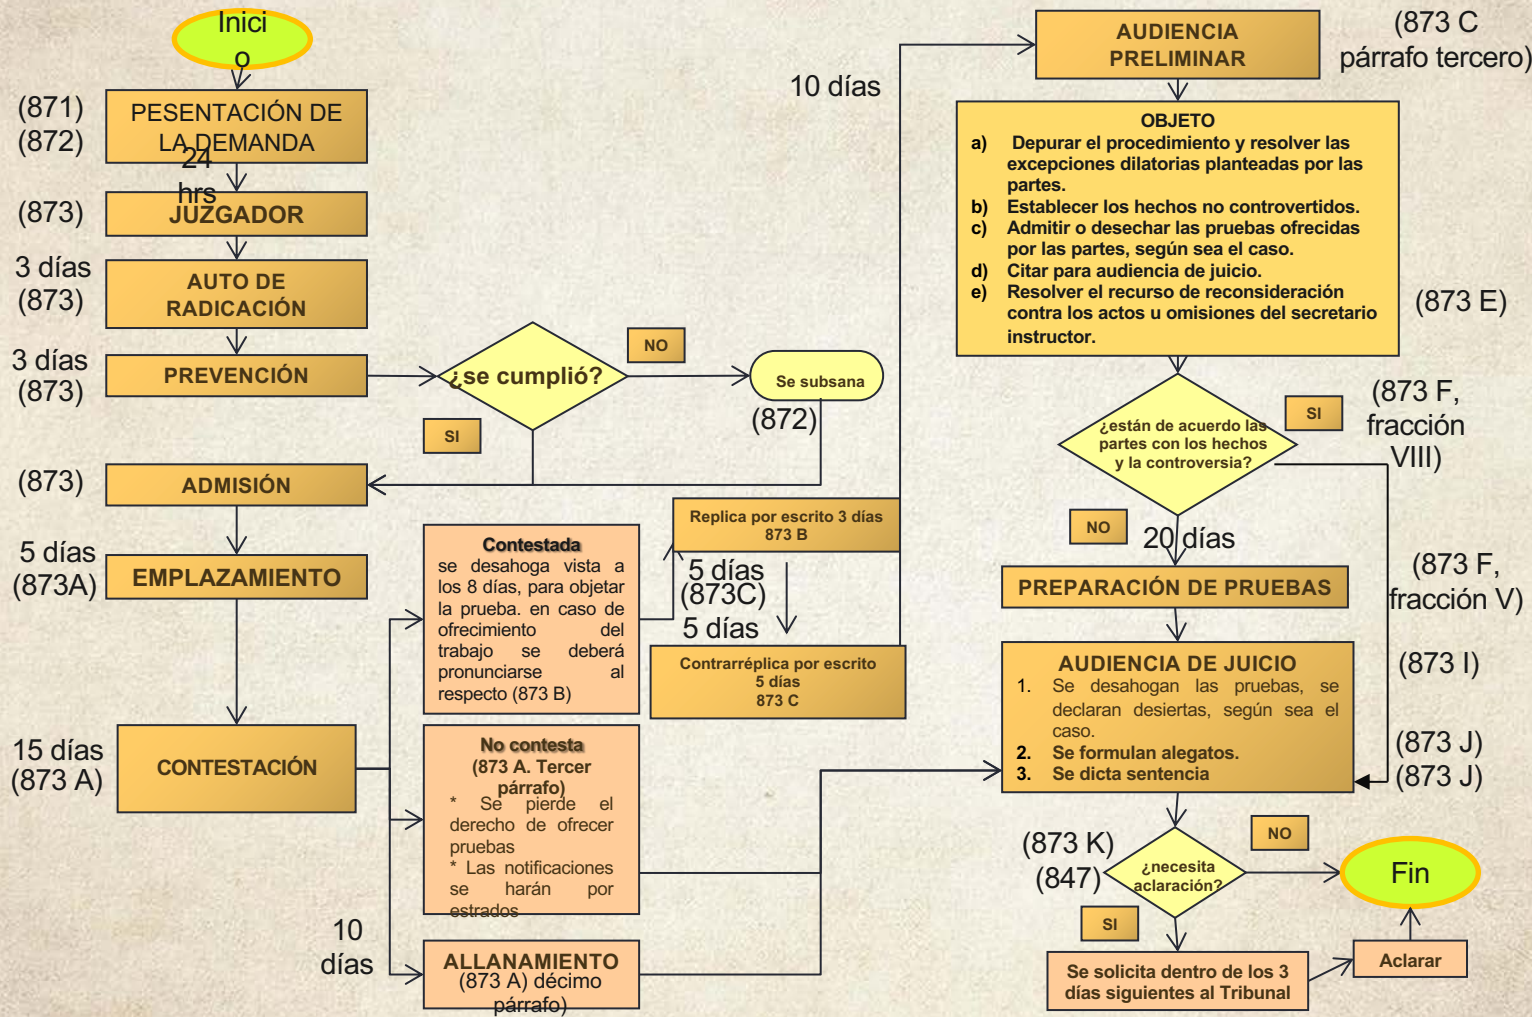 Inici
o
(871)
(872)
PESENTACIÓN DE
LA DEMANDA
24
hrs
(873)
JUZGADOR
3 días
(873)
AUTO DE
RADICACIÓN
3 días
(873)
PREVENCIÓN
¿se cumplió?
NO
Se subsana
(872)
SI
(873)
ADMISIÓN
5 días
(873A)
EMPLAZAMIENTO
15 días
(873 A)
CONTESTACIÓN
Contestada
se desahoga vista a
los 8 días, para objetar
la prueba. en caso de
ofrecimiento del
trabajo se deberá
pronunciarse al
respecto (873 B)
No contesta
(873 A. Tercer
párrafo)
* Se pierde el
derecho de ofrecer
pruebas
* Las notificaciones
se harán por
estrados
10
días
ALLANAMIENTO
(873 A) décimo
párrafo)
Replica por escrito 3 días
873 B
5 días
(873C)
5 días
Contrarréplica por escrito
5 días
873 C
10 días
AUDIENCIA
PRELIMINAR
(873 C
párrafo tercero)
OBJETO
a) Depurar el procedimiento y resolver las
excepciones dilatorias planteadas por las
partes.
b) Establecer los hechos no controvertidos.
c) Admitir o desechar las pruebas ofrecidas
por las partes, según sea el caso.
d) Citar para audiencia de juicio.
e) Resolver el recurso de reconsideración
contra los actos u omisiones del secretario
instructor.
(873 E)
¿están de acuerdo las
partes con los hechos
y la controversia?
SI
(873 F,
fracción
VIII)
NO
20 días
PREPARACIÓN DE PRUEBAS
(873 F,
fracción V)
AUDIENCIA DE JUICIO
1. Se desahogan las pruebas, se
declaran desiertas, según sea el
caso.
2. Se formulan alegatos.
3. Se dicta sentencia
(873 I)
(873 J)
(873 J)
(873 K)
(847)
¿necesita
aclaración?
NO
Fin
SI
Se solicita dentro de los 3
días siguientes al Tribunal
Aclarar